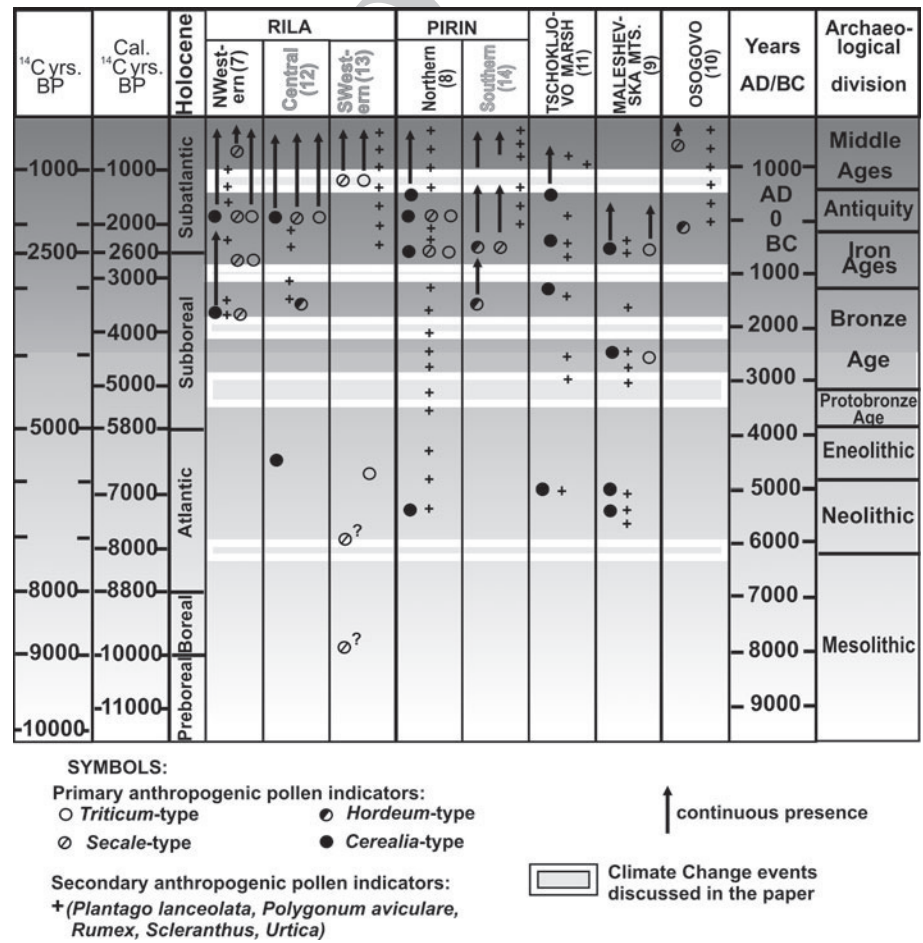 RILA
PIRIN
14C yrs.
BP
Cal.
14C yrs.
BP
Holocene
NWest-
ern (7)
Central
(12)
SWest-
ern (13)
Northern
(8)
Southern
(14)
TSCHOKLJO-
VO MARSH
(11)
MALESHEV-
SKA MTS.
(9)
OSOGOVO
(10)
Years
AD/BC
Archaeo-
logical
division
1000
2000
2500
5000
8000
9000
10000
1000
2000
2600
3000
4000
5000
5800
7000
8000
8800
10000
11000
Subatlantic
Subboreal
Atlantic
Boreal
Preboreal
?
?
1000
AD
0
BC
1000
2000
3000
4000
5000
6000
7000
8000
9000
Middle
Ages
Antiquity
Iron
Ages
Bronze
Age
Protobronze
Age
Eneolithic
Neolithic
Mesolithic
SYMBOLS:
Primary anthropogenic pollen indicators:
Triticum-type
Hordeum-type
Secale-type
Cerealia-type
continuous presence
Secondary anthropogenic pollen indicators:
+ (Plantago lanceolata, Polygonum aviculare,
Rumex, Scleranthus, Urtica)
Climate Change events
discussed in the paper